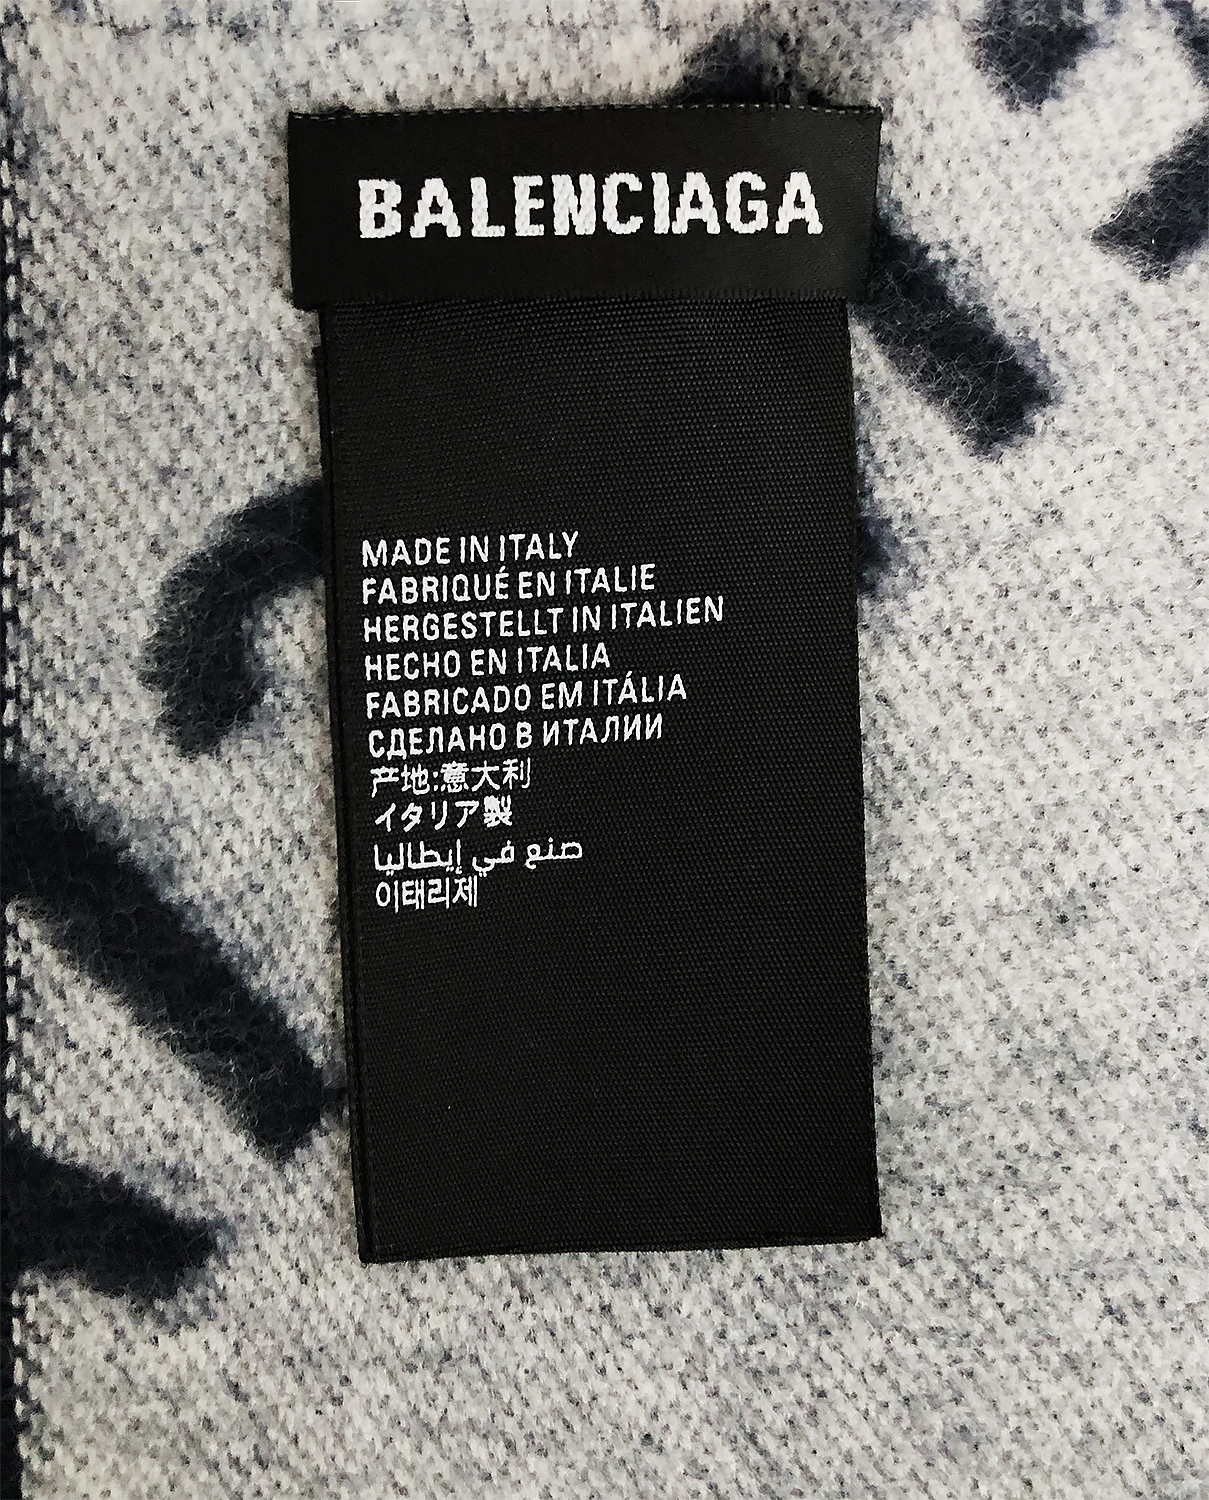 BALENCIAGA
MADE IN ITALY
FABRIQUÉ EN ITALIE
HERGESTELLT IN ITALIEN
HECHO EN ITALIA
FABRICADO EM ITÁLIA
СДЕЛАНО В ИТАЛИИ
产地:意大利
イタリア製
صنع في إيطاليا
이태리제